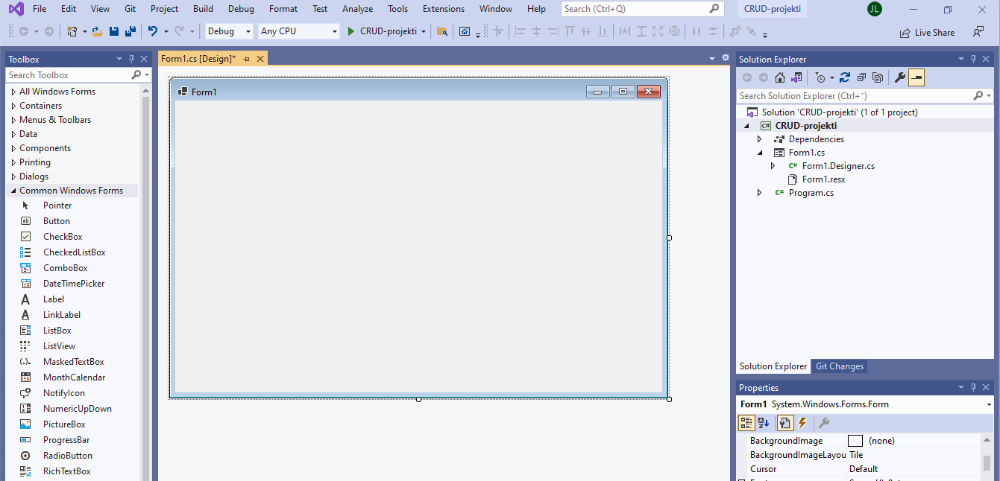 File Edit View Git Project Build Debug Format Test Analyze Tools Extensions Window Help Search (Ctrl+Q) CRUD-projekti JL
Debug Any CPU CRUD-projekti Live Share
Toolbox
Search Toolbox
All Windows Forms
Containers
Menus & Toolbars
Data
Components
Printing
Dialogs
Common Windows Forms
Pointer
Button
CheckBox
CheckedListBox
ComboBox
DateTimePicker
Label
LinkLabel
ListBox
ListView
MaskedTextBox
MonthCalendar
NotifyIcon
NumericUpDown
PictureBox
ProgressBar
RadioButton
RichTextBox
Form1.cs [Design]*
Form1
Solution Explorer
Search Solution Explorer (Ctrl+¨)
Solution 'CRUD-projekti' (1 of 1 project)
CRUD-projekti
Dependencies
Form1.cs
Form1.Designer.cs
Form1.resx
Program.cs
Solution Explorer Git Changes
Properties
Form1 System.Windows.Forms.Form
BackgroundImage (none)
BackgroundImageLayou Tile
Cursor Default